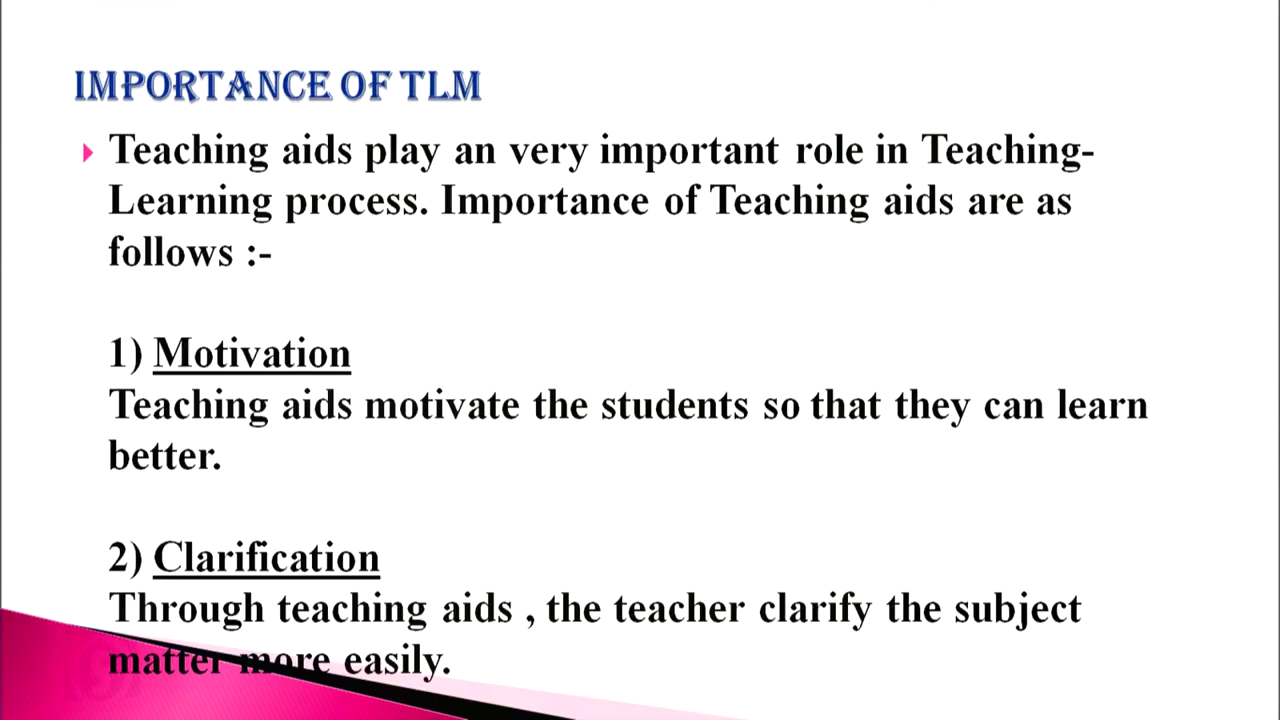 IMPORTANCE OF TLM
Teaching aids play an very important role in Teaching-
Learning process. Importance of Teaching aids are as
follows :-
1) Motivation
Teaching aids motivate the students so that they can learn
better.
2) Clarification
Through teaching aids , the teacher clarify the subject
matter more easily.